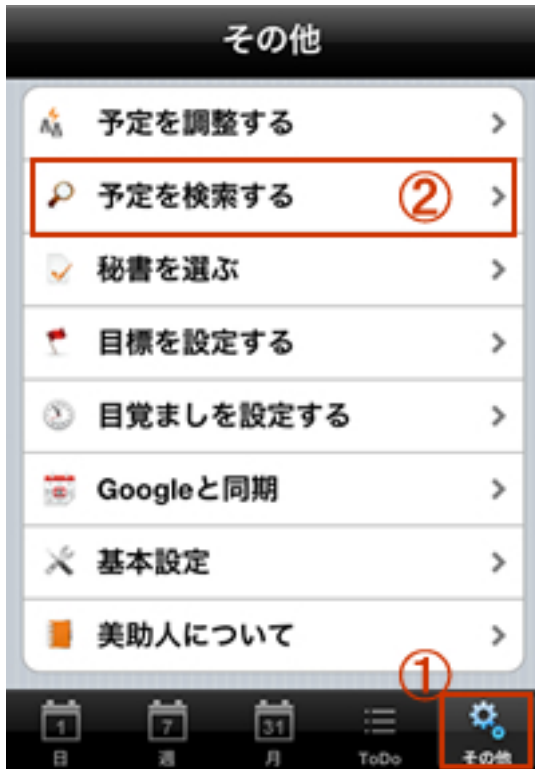 その他
予定を調整する
予定を検索する ②
秘書を選ぶ
目標を設定する
目覚ましを設定する
Googleと同期
基本設定
美助人について
①
1 7 31
日 週 月 ToDo その他